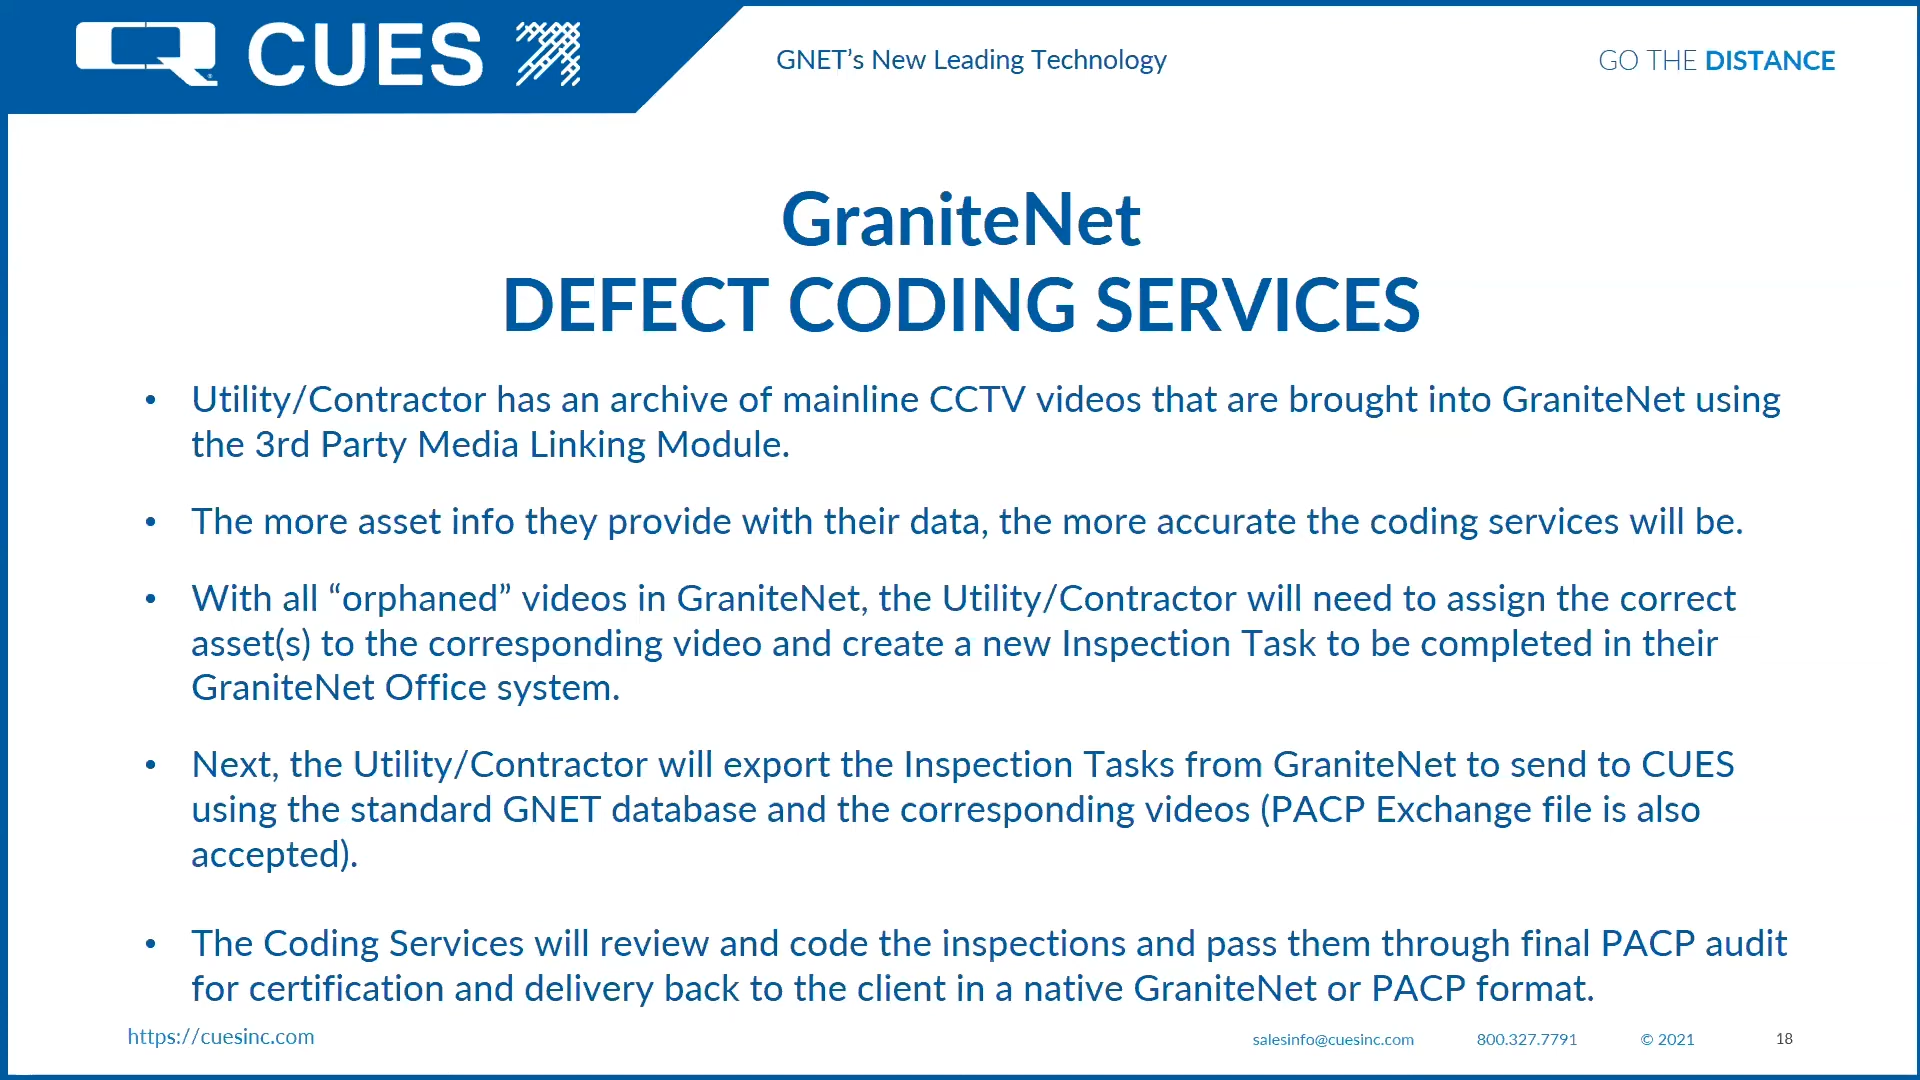 CUES
GNET’s New Leading Technology
GO THE DISTANCE
GraniteNet
DEFECT CODING SERVICES
• Utility/Contractor has an archive of mainline CCTV videos that are brought into GraniteNet using
the 3rd Party Media Linking Module.
• The more asset info they provide with their data, the more accurate the coding services will be.
• With all “orphaned” videos in GraniteNet, the Utility/Contractor will need to assign the correct
asset(s) to the corresponding video and create a new Inspection Task to be completed in their
GraniteNet Office system.
• Next, the Utility/Contractor will export the Inspection Tasks from GraniteNet to send to CUES
using the standard GNET database and the corresponding videos (PACP Exchange file is also
accepted).
• The Coding Services will review and code the inspections and pass them through final PACP audit
for certification and delivery back to the client in a native GraniteNet or PACP format.
https://cuesinc.com
salesinfo@cuesinc.com
800.327.7791
© 2021
18